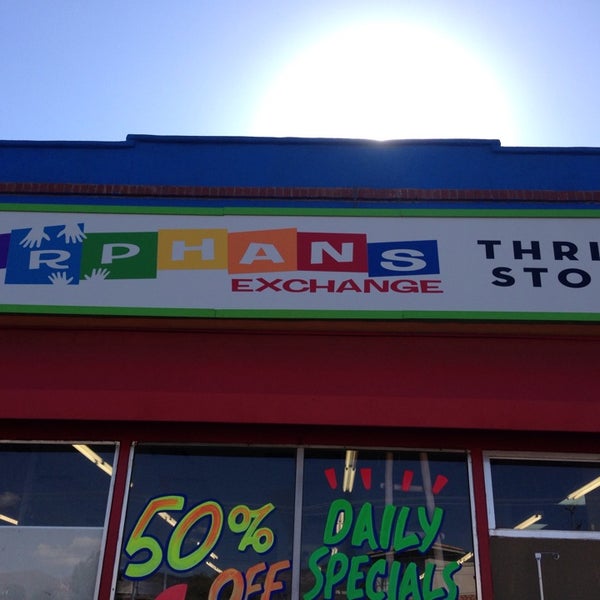 RPHANS
EXCHANGE
THRI
STO
50%
OFF
DAILY
SPECIALS